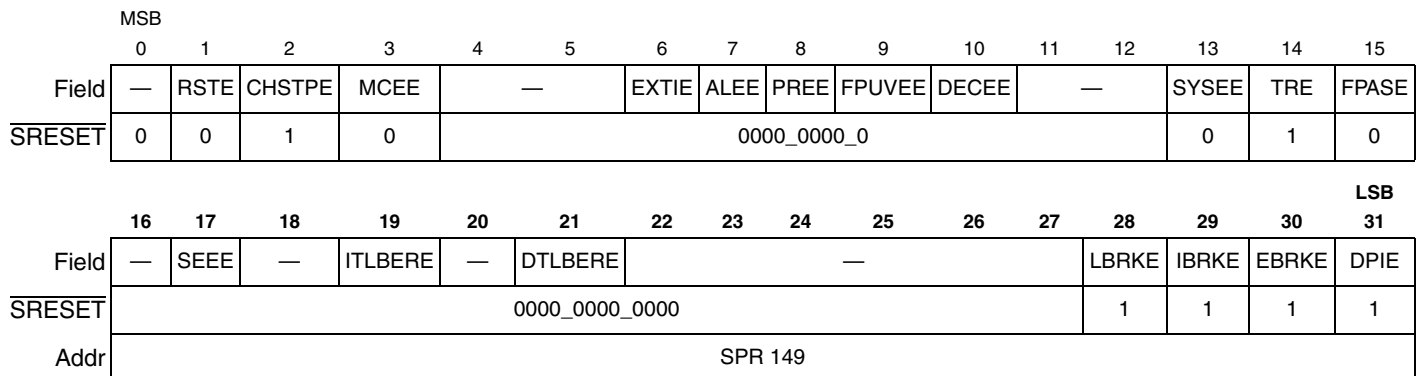 MSB
0 1 2 3 4 5 6 7 8 9 10 11 12 13 14 15
Field — RSTE CHSTPE MCEE — EXTIE ALEE PREE FPUVEE DECEE — SYSEE TRE FPASE
SRESET 0 0 1 0 0000_0000_0 0 1 0
LSB
16 17 18 19 20 21 22 23 24 25 26 27 28 29 30 31
Field — SEEE — ITLBERE — DTLBERE — LBRKE IBRKE EBRKE DPIE
SRESET 0000_0000_0000 1 1 1 1
Addr SPR 149